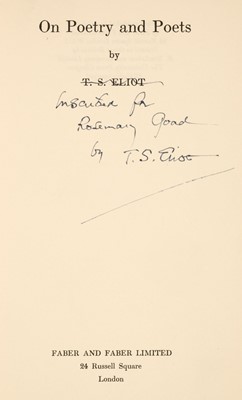 On Poetry and Poets
by
T. S. ELIOT
Inscribed for
Rosemary Goad
by T. S. Eliot
FABER AND FABER LIMITED
24 Russell Square
London